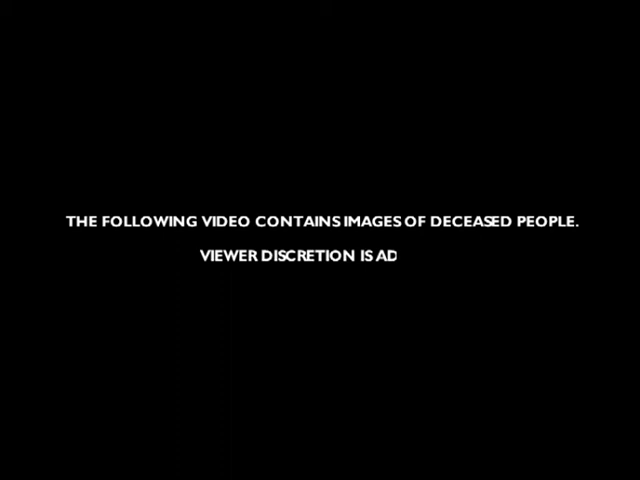 THE FOLLOWING VIDEO CONTAINS IMAGES OF DECEASED PEOPLE.
VIEWER DISCRETION IS AD